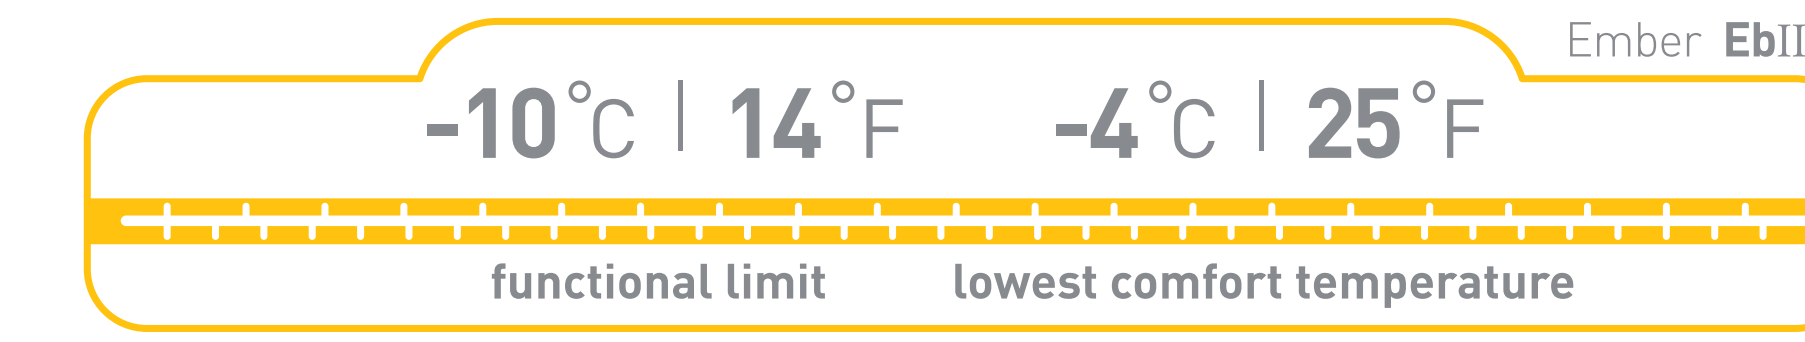 Ember EbII
-10°C | 14°F -4°C | 25°F
functional limit lowest comfort temperature